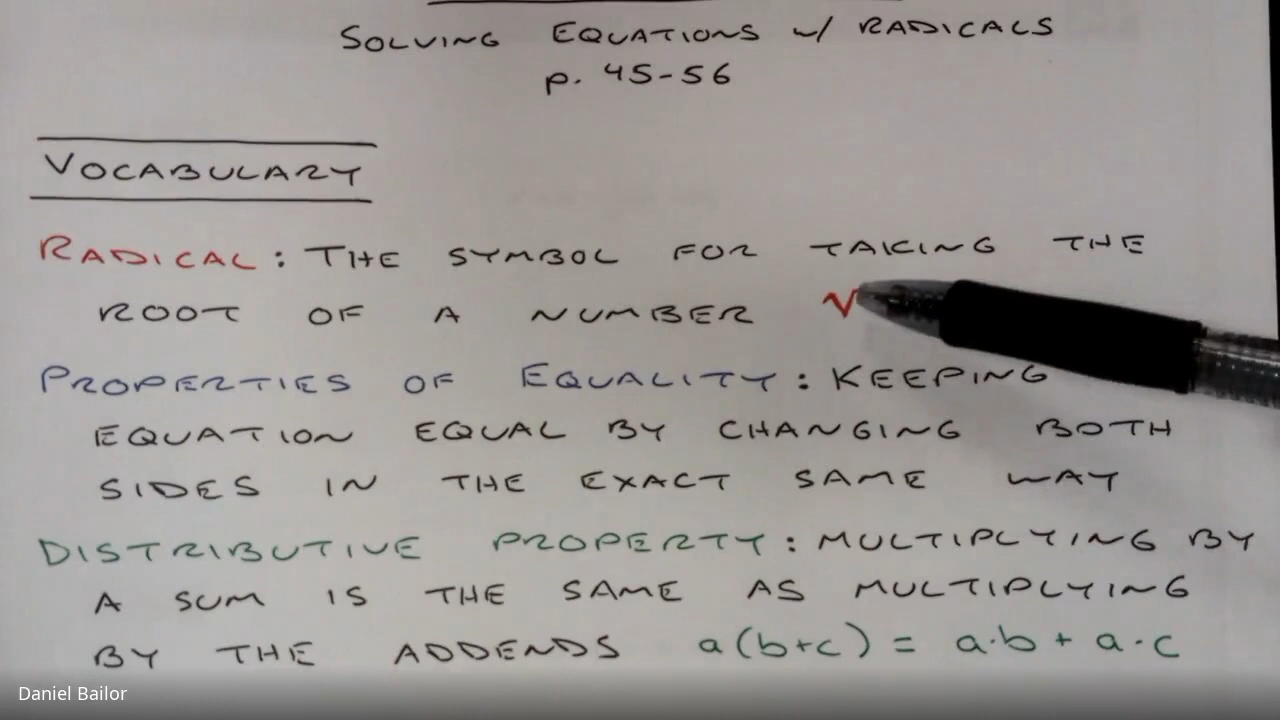 SOLVING EQUATIONS w/ RADICALS
p. 45-56
VOCABULARY
RADICAL: THE SYMBOL FOR TAKING THE
ROOT OF A NUMBER √
PROPERTIES OF EQUALITY: KEEPING
EQUATION EQUAL BY CHANGING BOTH
SIDES IN THE EXACT SAME WAY
DISTRIBUTIVE PROPERTY: MULTIPLYING BY
A SUM IS THE SAME AS MULTIPLYING
BY THE ADDENDS a(b+c) = a·b + a·c
Daniel Bailor